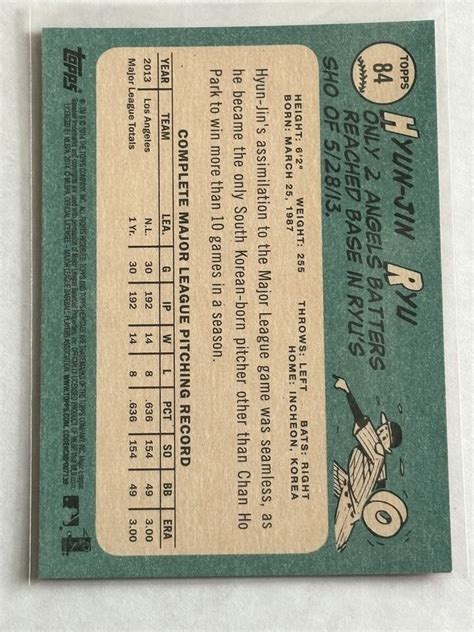 TOPPS
84
HYUN-JIN RYU
ONLY 2 ANGELS BATTERS
REACHED BASE IN RYU'S
SHO OF 5/28/13.
HEIGHT: 6'2" WEIGHT: 255 THROWS: LEFT BATS: RIGHT
BORN: MARCH 25, 1987 HOME: INCHEON, KOREA
Hyun-Jin's assimilation to the Major League game was seamless, as
he became the only South Korean-born pitcher other than Chan Ho
Park to win more than 10 games in a season.
COMPLETE MAJOR LEAGUE PITCHING RECORD
YEAR TEAM LEA. G IP W L PCT SO BB ERA
2013 Los Angeles N.L. 30 192 14 8 .636 154 49 3.00
Major League Totals 1 Yr. 30 192 14 8 .636 154 49 3.00
topps